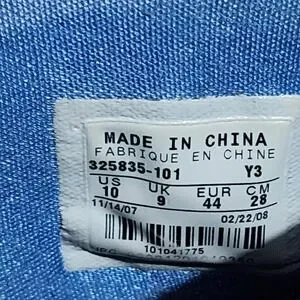 MADE IN CHINA
FABRIQUE EN CHINE
325835-101 Y3
US UK EUR CM
10 9 44 28
11/14/07 02/22/08
101041775